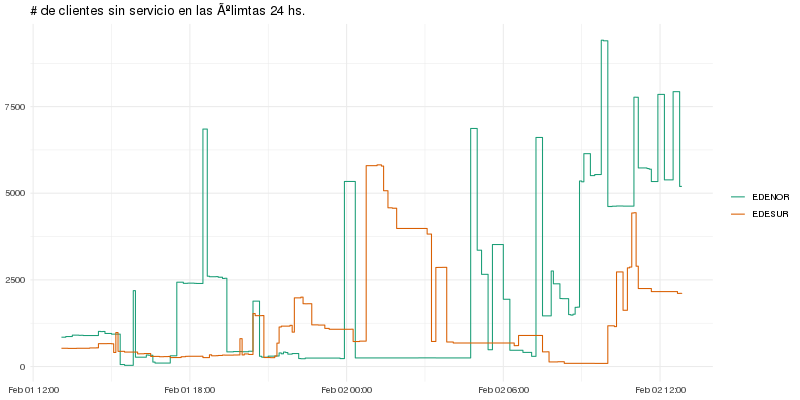 # de clientes sin servicio en las Ãºlimtas 24 hs.
7500
5000
2500
0
Feb 01 12:00
Feb 01 18:00
Feb 02 00:00
Feb 02 06:00
Feb 02 12:00
EDENOR
EDESUR